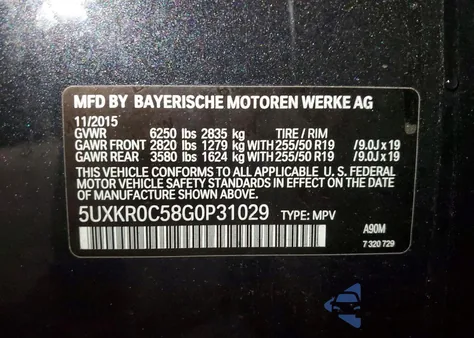 MFD BY BAYERISCHE MOTOREN WERKE AG
11/2015
GVWR 6250 lbs 2835 kg TIRE / RIM
GAWR FRONT 2820 lbs 1279 kg WITH 255/50 R19 /9.0J x 19
GAWR REAR 3580 lbs 1624 kg WITH 255/50 R19 /9.0J x 19
THIS VEHICLE CONFORMS TO ALL APPLICABLE U. S. FEDERAL
MOTOR VEHICLE SAFETY STANDARDS IN EFFECT ON THE
DATE OF MANUFACTURE SHOWN ABOVE.
5UXKR0C58G0P31029 TYPE: MPV
A90M
7 320 729